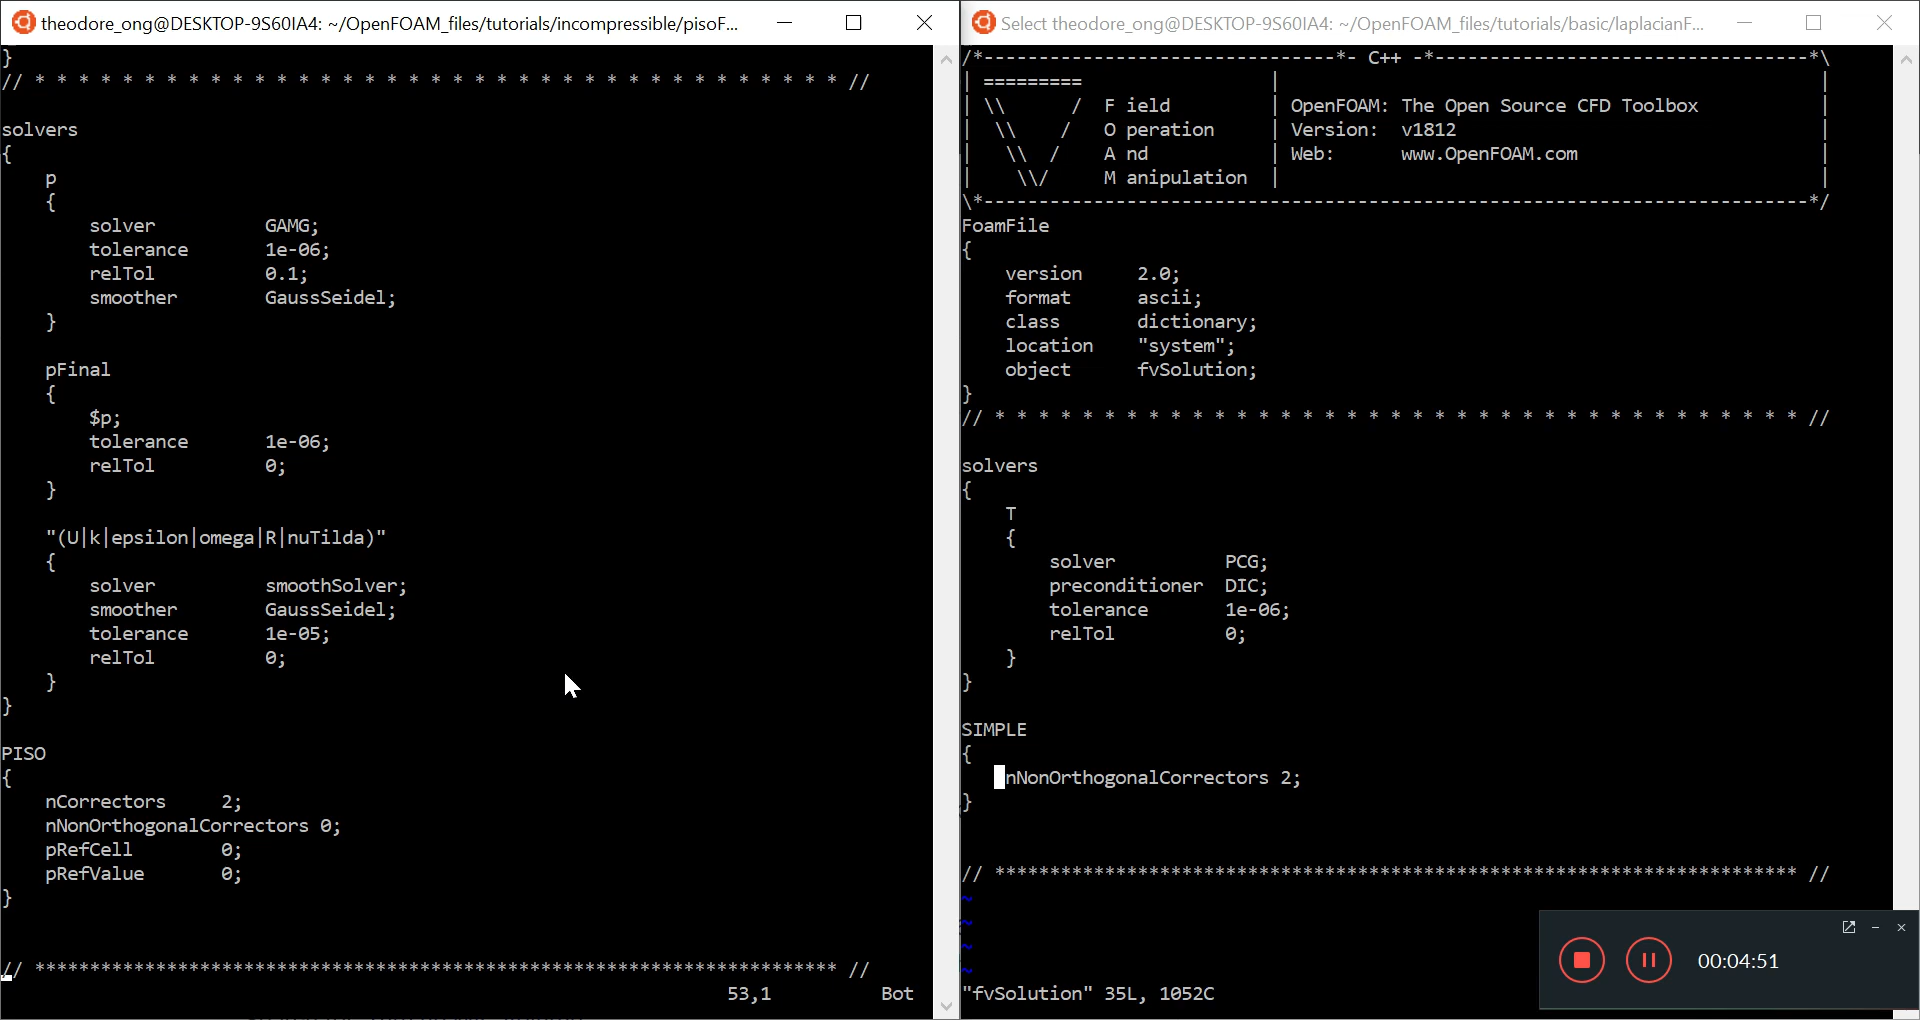 theodore_ong@DESKTOP-9S60IA4: ~/OpenFOAM_files/tutorials/incompressible/pisoF...
}
// * * * * * * * * * * * * * * * * * * * * * * * * * * * * * * * * * * * * * //
solvers
{
p
{
solver GAMG;
tolerance 1e-06;
relTol 0.1;
smoother GaussSeidel;
}
pFinal
{
$p;
tolerance 1e-06;
relTol 0;
}
"(U|k|epsilon|omega|R|nuTilda)"
{
solver smoothSolver;
smoother GaussSeidel;
tolerance 1e-05;
relTol 0;
}
}
PISO
{
nCorrectors 2;
nNonOrthogonalCorrectors 0;
pRefCell 0;
pRefValue 0;
}
// ************************************************************************* //
53,1 Bot
Select theodore_ong@DESKTOP-9S60IA4: ~/OpenFOAM_files/tutorials/basic/laplacianF...
/*--------------------------------*- C++ -*----------------------------------*\
| ========= | |
| \\ / F ield | OpenFOAM: The Open Source CFD Toolbox |
| \\ / O peration | Version: v1812 |
| \\ / A nd | Web: www.OpenFOAM.com |
| \\/ M anipulation | |
\*---------------------------------------------------------------------------*/
FoamFile
{
version 2.0;
format ascii;
class dictionary;
location "system";
object fvSolution;
}
// * * * * * * * * * * * * * * * * * * * * * * * * * * * * * * * * * * * * * //
solvers
{
T
{
solver PCG;
preconditioner DIC;
tolerance 1e-06;
relTol 0;
}
}
SIMPLE
{
nNonOrthogonalCorrectors 2;
}
// ************************************************************************* //
~
~
~
~
"fvSolution" 35L, 1052C
00:04:51